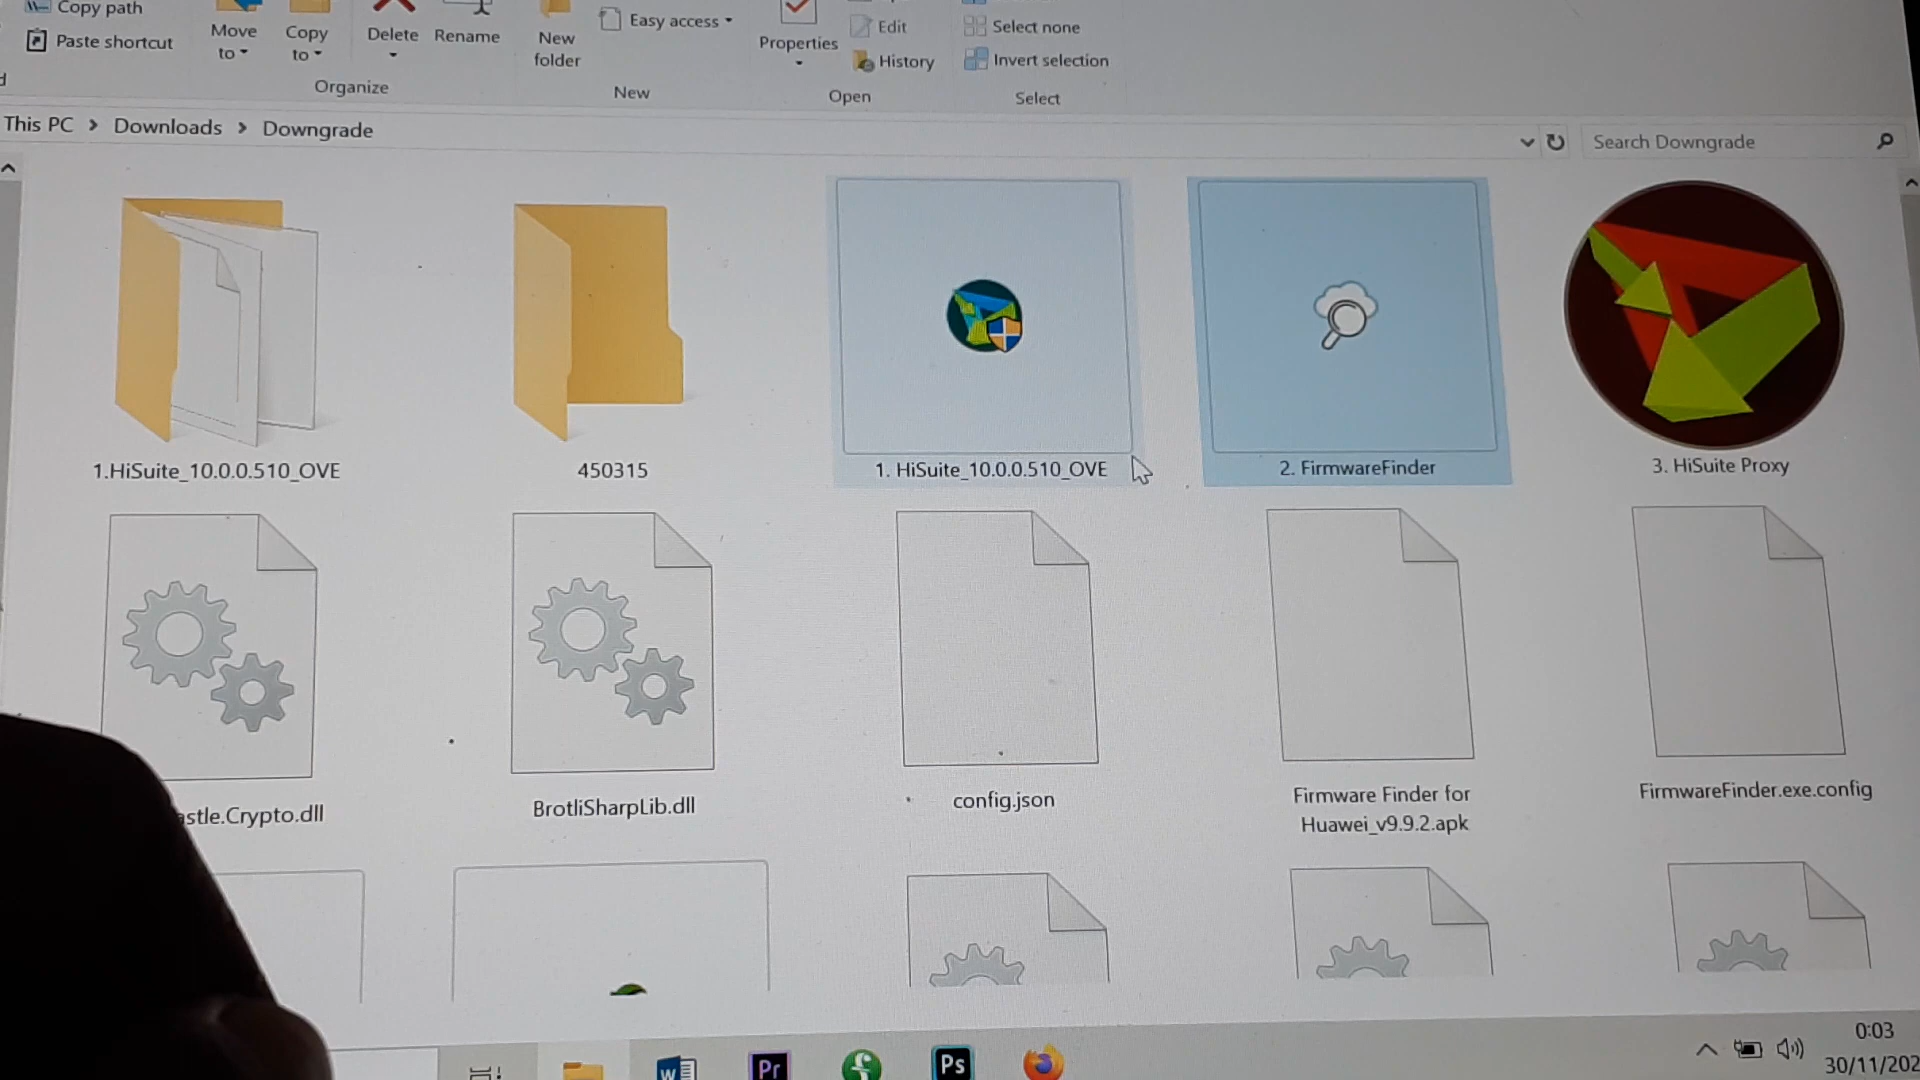 Copy path
Paste shortcut
Move to
Copy to
Delete
Rename
New folder
Easy access
Properties
Edit
History
Select none
Invert selection
Organize
New
Open
Select
This PC > Downloads > Downgrade
Search Downgrade
1.HiSuite_10.0.0.510_OVE
450315
1. HiSuite_10.0.0.510_OVE
2. FirmwareFinder
3. HiSuite Proxy
astle.Crypto.dll
BrotliSharpLib.dll
config.json
Firmware Finder for
Huawei_v9.9.2.apk
FirmwareFinder.exe.config
W
Pr
Ps
0:03
30/11/202